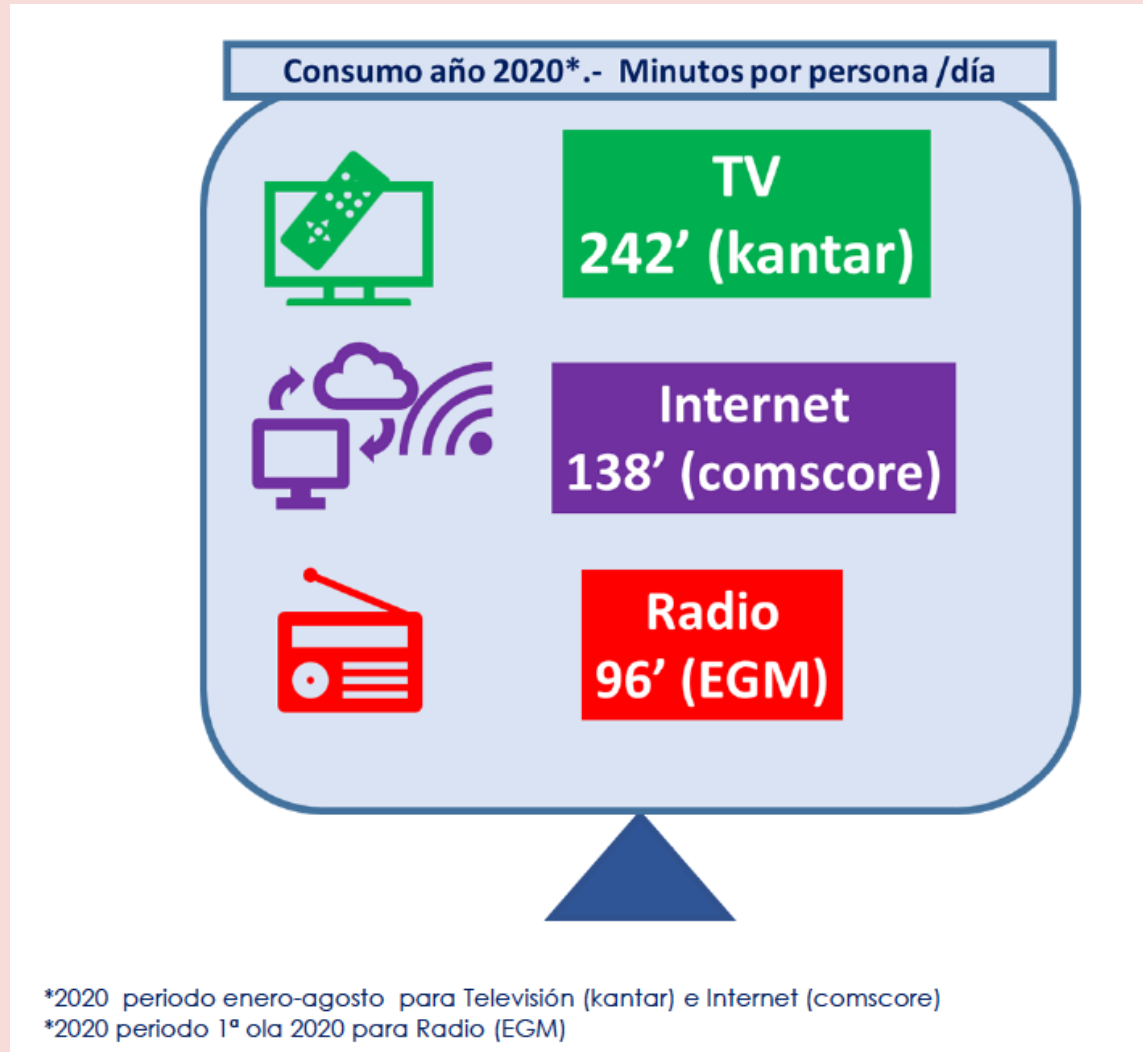 Consumo año 2020*.- Minutos por persona /día
TV
242’ (kantar)
Internet
138’ (comscore)
Radio
96’ (EGM)
*2020 periodo enero-agosto para Televisión (kantar) e Internet (comscore)
*2020 periodo 1ª ola 2020 para Radio (EGM)